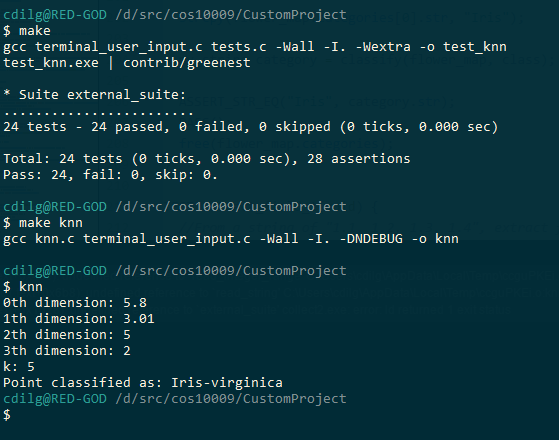 cdilg@RED-GOD /d/src/cos10009/CustomProject
$ make
gcc terminal_user_input.c tests.c -Wall -I. -Wextra -o test_knn
test_knn.exe | contrib/greenest
* Suite external_suite:
........................
24 tests - 24 passed, 0 failed, 0 skipped (0 ticks, 0.000 sec)
Total: 24 tests (0 ticks, 0.000 sec), 28 assertions
Pass: 24, fail: 0, skip: 0.
cdilg@RED-GOD /d/src/cos10009/CustomProject
$ make knn
gcc knn.c terminal_user_input.c -Wall -I. -DNDEBUG -o knn
cdilg@RED-GOD /d/src/cos10009/CustomProject
$ knn
0th dimension: 5.8
1th dimension: 3.01
2th dimension: 5
3th dimension: 2
k: 5
Point classified as: Iris-virginica
cdilg@RED-GOD /d/src/cos10009/CustomProject
$